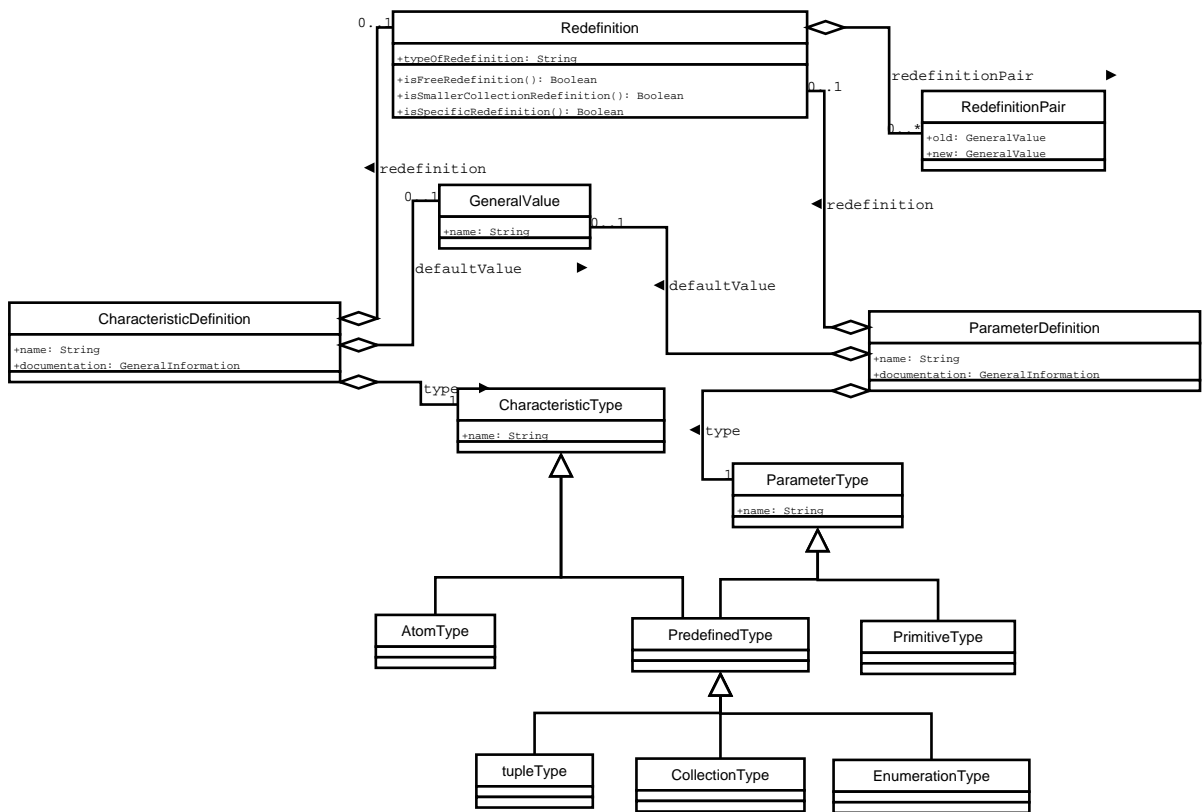 0..1
Redefinition
+typeOfRedefinition: String
+isFreeRedefinition(): Boolean
+isSmallerCollectionRedefinition(): Boolean
+isSpecificRedefinition(): Boolean
redefinitionPair
0..1
RedefinitionPair
0..*
+old: GeneralValue
+new: GeneralValue
redefinition
0..1
GeneralValue
+name: String
0..1
redefinition
defaultValue
defaultValue
CharacteristicDefinition
+name: String
+documentation: GeneralInformation
ParameterDefinition
+name: String
+documentation: GeneralInformation
type
1
CharacteristicType
+name: String
type
1
ParameterType
+name: String
AtomType
PredefinedType
PrimitiveType
tupleType
CollectionType
EnumerationType